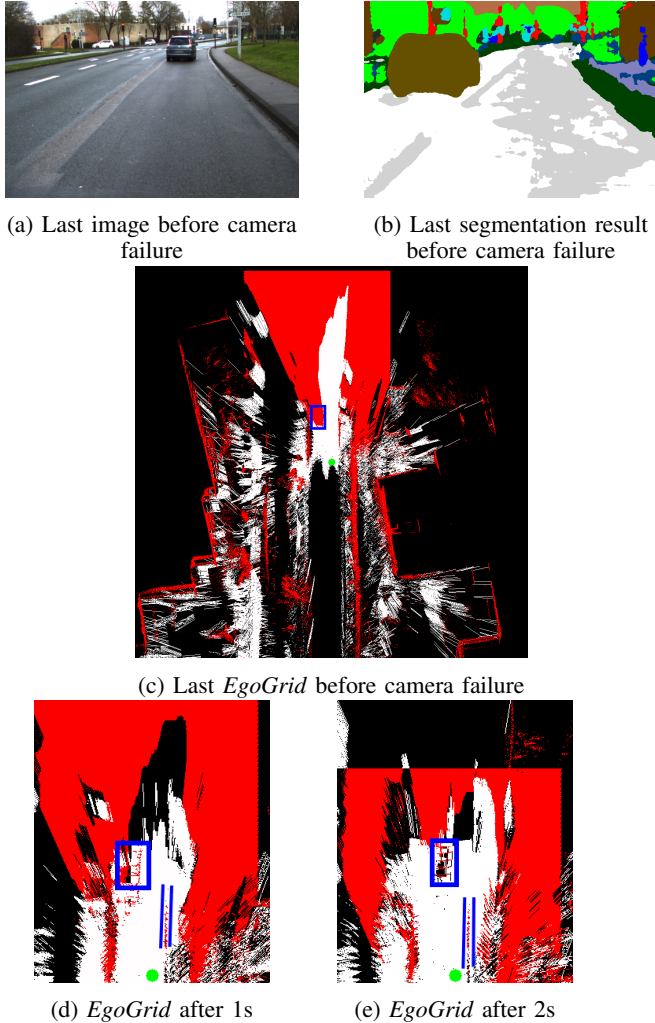 (a) Last image before camera
failure
(b) Last segmentation result
before camera failure
(c) Last EgoGrid before camera failure
(d) EgoGrid after 1s
(e) EgoGrid after 2s